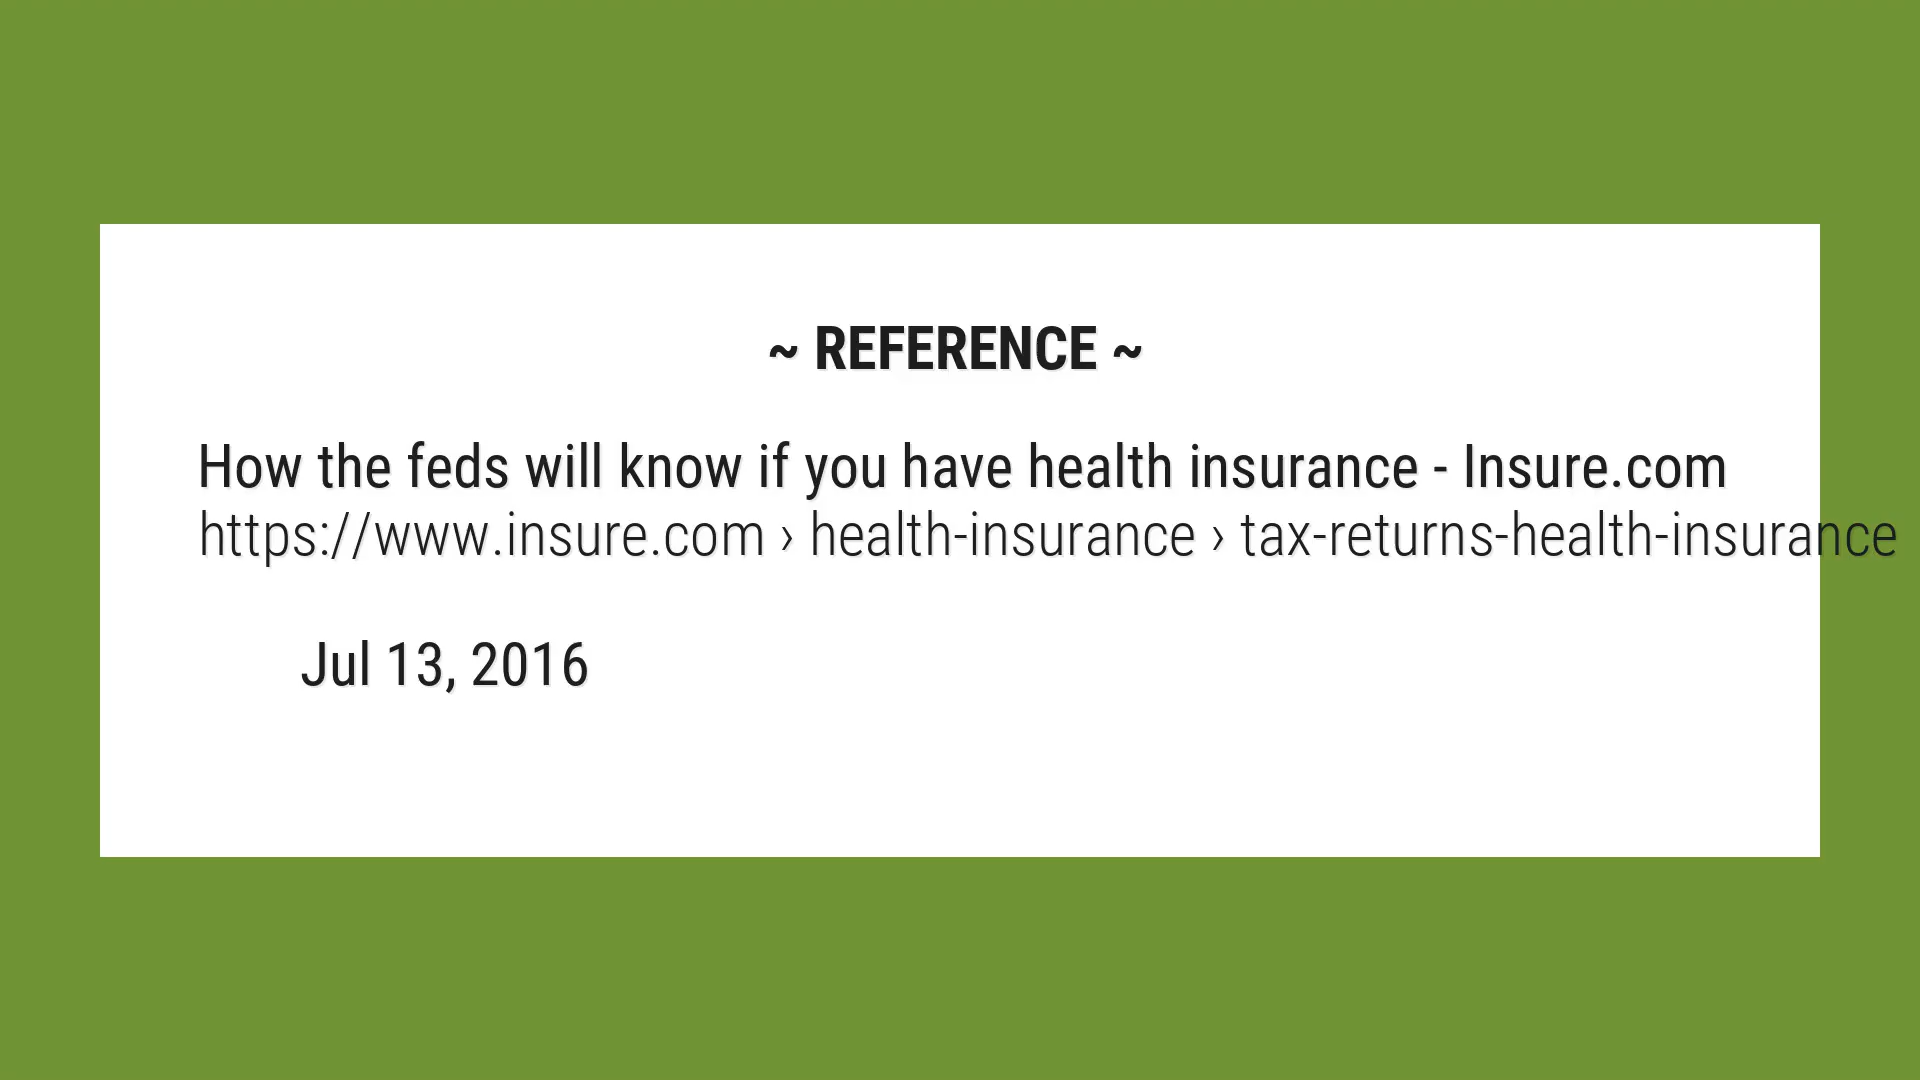 ~ REFERENCE ~
How the feds will know if you have health insurance - Insure.com
https://www.insure.com › health-insurance › tax-returns-health-insurance
Jul 13, 2016